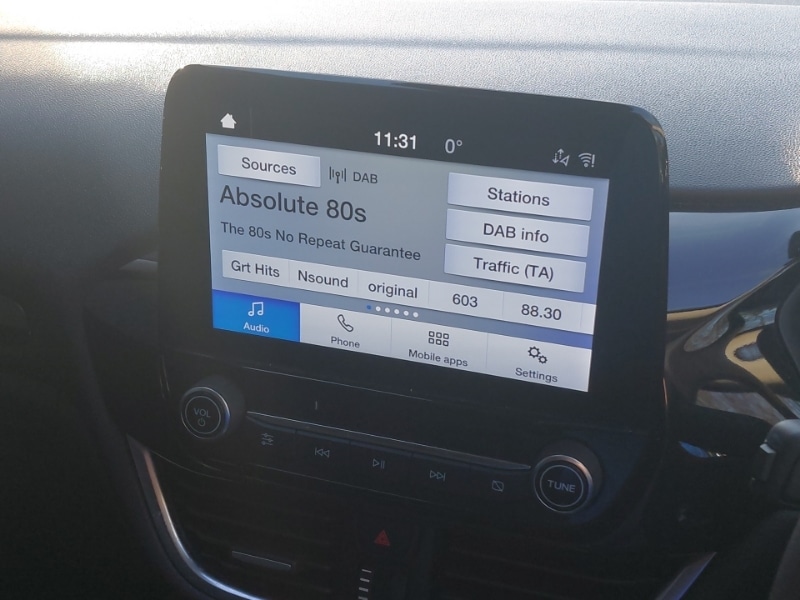 11:31 0°
Sources DAB
Absolute 80s
The 80s No Repeat Guarantee
Stations
DAB info
Traffic (TA)
Grt Hits Nsound original 603 88.30
Audio Phone Mobile apps Settings
VOL
TUNE